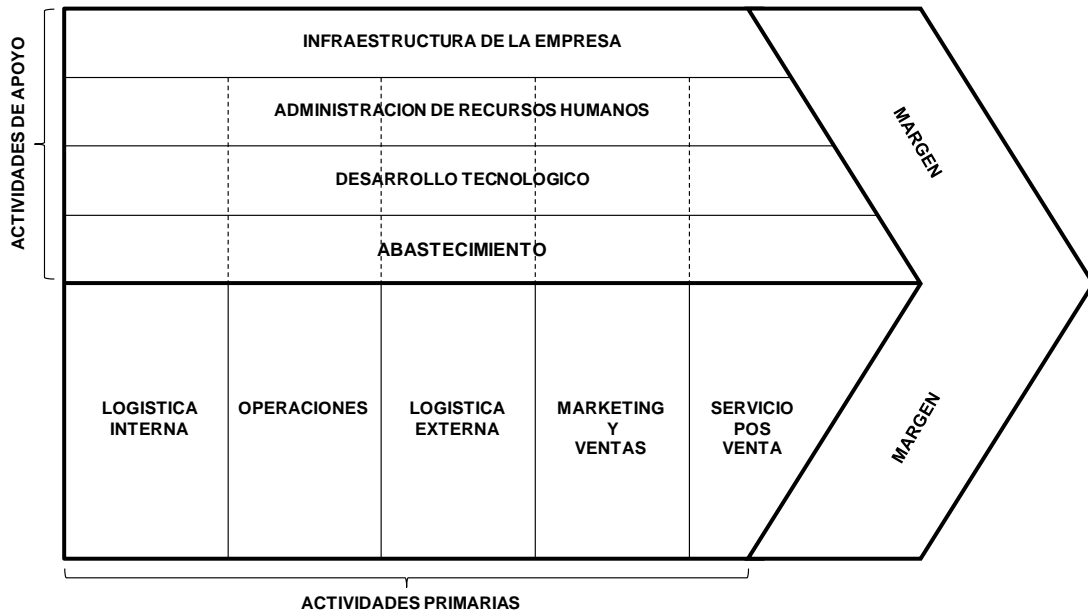 ACTIVIDADES DE APOYO
INFRAESTRUCTURA DE LA EMPRESA
ADMINISTRACION DE RECURSOS HUMANOS
DESARROLLO TECNOLOGICO
ABASTECIMIENTO
MARGEN
LOGISTICA
INTERNA
OPERACIONES
LOGISTICA
EXTERNA
MARKETING
Y
VENTAS
SERVICIO
POS
VENTA
MARGEN
ACTIVIDADES PRIMARIAS